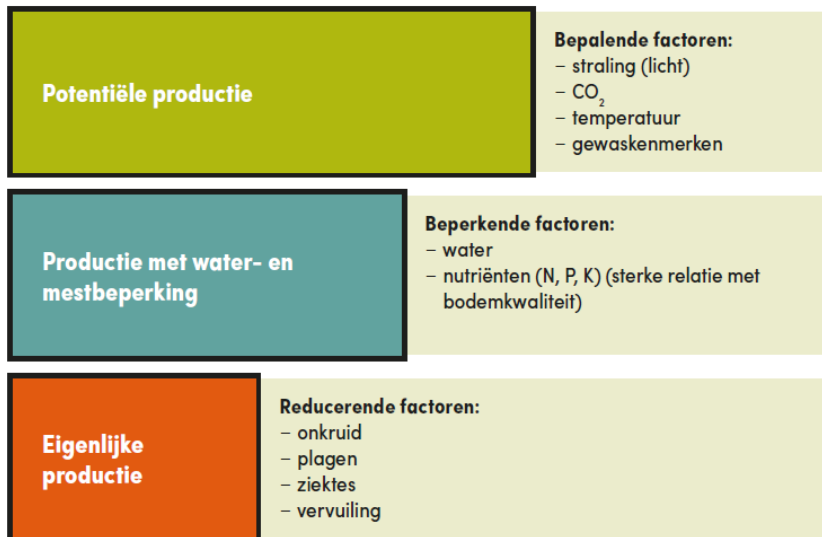 Potentiële productie
Bepalende factoren:
– straling (licht)
– CO₂
– temperatuur
– gewaskenmerken
Productie met water- en
mestbeperking
Beperkende factoren:
– water
– nutriënten (N, P, K) (sterke relatie met
bodemkwaliteit)
Eigenlijke
productie
Reducerende factoren:
– onkruid
– plagen
– ziektes
– vervuiling